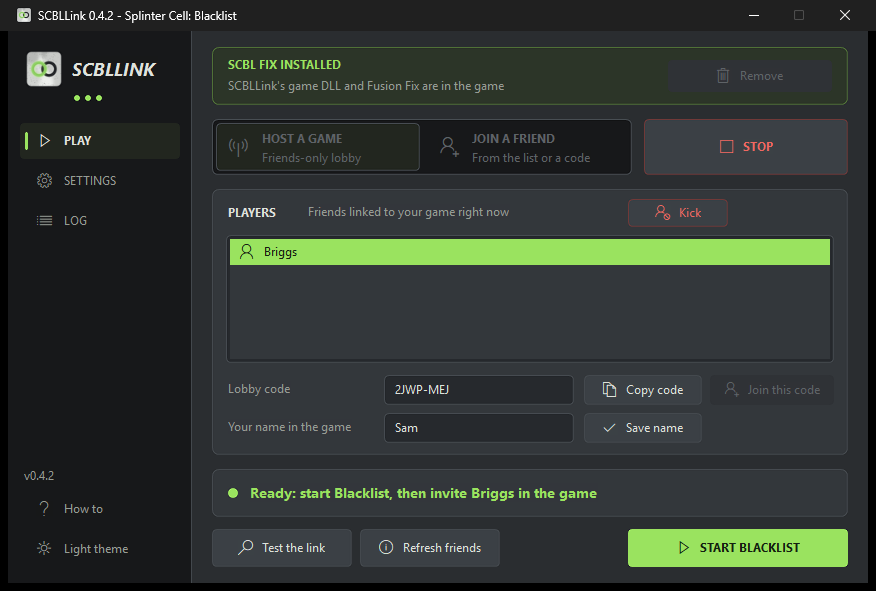 SCBLLink 0.4.2 - Splinter Cell: Blacklist
SCBLLINK
PLAY
SETTINGS
LOG
v0.4.2
How to
Light theme
SCBL FIX INSTALLED
SCBLLink's game DLL and Fusion Fix are in the game
Remove
HOST A GAME
Friends-only lobby
JOIN A FRIEND
From the list or a code
STOP
PLAYERS
Friends linked to your game right now
Kick
Briggs
Lobby code
2JWP-MEJ
Copy code
Join this code
Your name in the game
Sam
Save name
Ready: start Blacklist, then invite Briggs in the game
Test the link
Refresh friends
START BLACKLIST